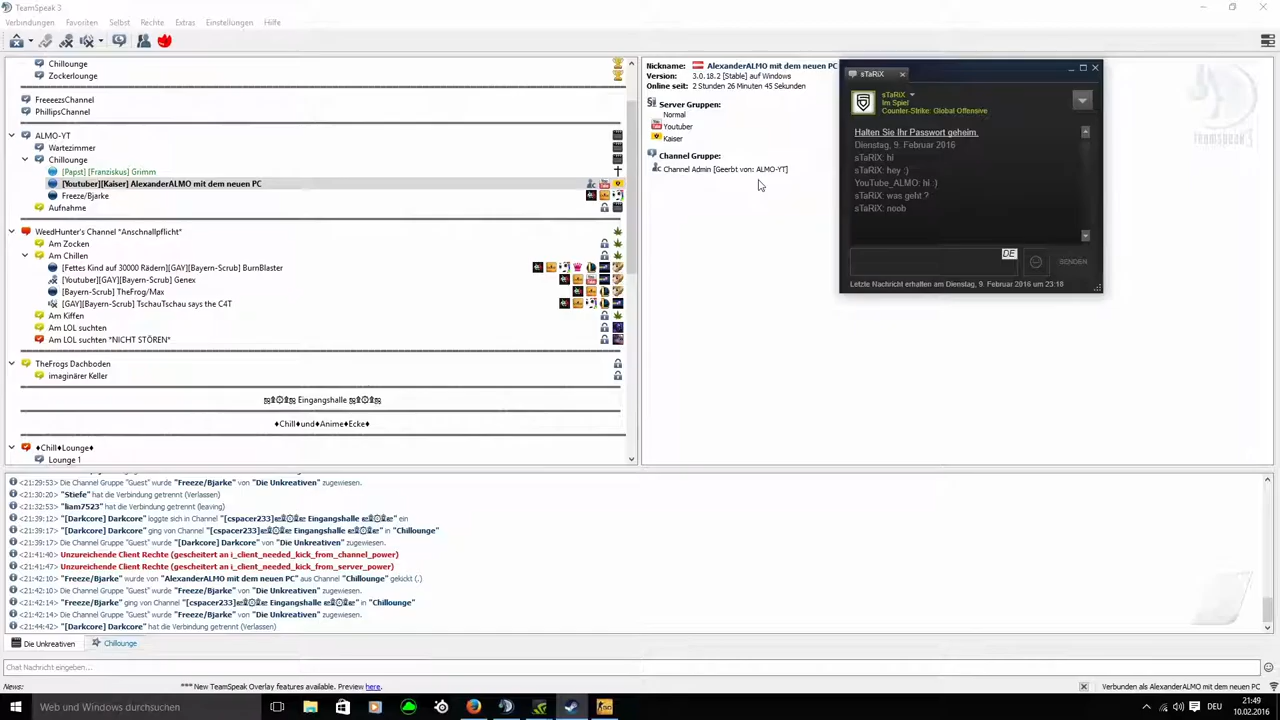 TeamSpeak 3
Verbindungen Favoriten Selbst Rechte Extras Einstellungen Hilfe
Chillounge
Zockerlounge
FreeeezsChannel
PhillipsChannel
ALMO-YT
Wartezimmer
Chillounge
[Papst] [Franziskus] Grimm
[Youtuber][Kaiser] AlexanderALMO mit dem neuen PC
Freeze/Bjarke
Aufnahme
WeedHunter's Channel *Anschnallpflicht*
Am Zocken
Am Chillen
[Fettes Kind auf 30000 Rädern][GAY][Bayern-Scrub] BurnBlaster
[Youtuber][GAY][Bayern-Scrub] Genex
[Bayern-Scrub] TheFrog/Max
[GAY][Bayern-Scrub] TschauTschau says the C4T
Am Kiffen
Am LOL suchten
Am LOL suchten *NICHT STÖREN*
TheFrogs Dachboden
imaginärer Keller
Eingangshalle
♦Chill♦und♦Anime♦Ecke♦
♦Chill♦Lounge♦
Lounge 1
Nickname: AlexanderALMO mit dem neuen PC
Version: 3.0.18.2 [Stable] auf Windows
Online seit: 2 Stunden 26 Minuten 45 Sekunden
Server Gruppen:
Normal
Youtuber
Kaiser
Channel Gruppe:
Channel Admin [Geerbt von: ALMO-YT]
sTaRiX
sTaRiX
Im Spiel
Counter-Strike: Global Offensive
Halten Sie Ihr Passwort geheim.
Dienstag, 9. Februar 2016
sTaRiX: hi
sTaRiX: hey :)
YouTube_ALMO: hi :)
sTaRiX: was geht ?
sTaRiX: noob
DE
SENDEN
Letzte Nachricht erhalten am Dienstag, 9. Februar 2016 um 23:18
TEAMSPEAK 3
<21:29:53> Die Channel Gruppe "Guest" wurde "Freeze/Bjarke" von "Die Unkreativen" zugewiesen.
<21:30:20> "Stiefe" hat die Verbindung getrennt (Verlassen)
<21:32:53> "liam7523" hat die Verbindung getrennt (leaving)
<21:39:12> "[Darkcore] Darkcore" loggte sich in Channel "[cspacer233] Eingangshalle" ein
<21:39:17> "[Darkcore] Darkcore" ging von Channel "[cspacer233] Eingangshalle" in "Chillounge"
<21:39:17> Die Channel Gruppe "Guest" wurde "[Darkcore] Darkcore" von "Die Unkreativen" zugewiesen.
<21:41:40> Unzureichende Client Rechte (gescheitert an i_client_needed_kick_from_channel_power)
<21:41:47> Unzureichende Client Rechte (gescheitert an i_client_needed_kick_from_server_power)
<21:42:10> "Freeze/Bjarke" wurde von "AlexanderALMO mit dem neuen PC" aus Channel "Chillounge" gekickt (.)
<21:42:10> Die Channel Gruppe "Guest" wurde "Freeze/Bjarke" von "Die Unkreativen" zugewiesen.
<21:42:14> "Freeze/Bjarke" ging von Channel "[cspacer233] Eingangshalle" in "Chillounge"
<21:42:14> Die Channel Gruppe "Guest" wurde "Freeze/Bjarke" von "Die Unkreativen" zugewiesen.
<21:44:42> "[Darkcore] Darkcore" hat die Verbindung getrennt (Verlassen)
Die Unkreativen Chillounge
Chat Nachricht eingeben...
News: *** New TeamSpeak Overlay features available. Preview here. Verbunden als AlexanderALMO mit dem neuen PC
Web und Windows durchsuchen
DEU
21:49
10.02.2016